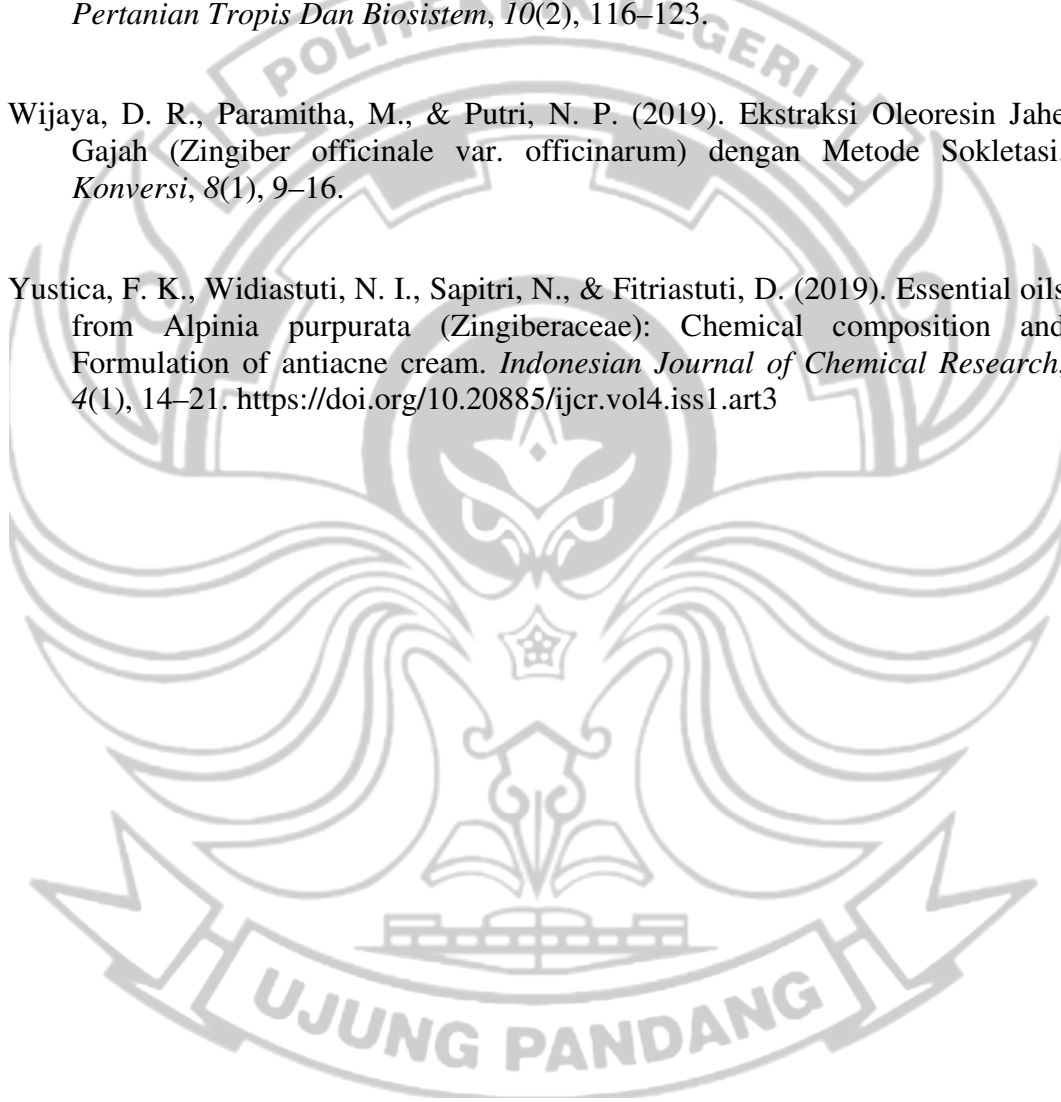 Pertanian Tropis Dan Biosistem, 10(2), 116–123.
POLITEKNIK NEGERI
Wijaya, D. R., Paramitha, M., & Putri, N. P. (2019). Ekstraksi Oleoresin Jahe
Gajah (Zingiber officinale var. officinarum) dengan Metode Sokletasi.
Konversi, 8(1), 9–16.
Yustica, F. K., Widiastuti, N. I., Sapitri, N., & Fitriastuti, D. (2019). Essential oils
from Alpinia purpurata (Zingiberaceae): Chemical composition and
Formulation of antiacne cream. Indonesian Journal of Chemical Research,
4(1), 14–21. https://doi.org/10.20885/ijcr.vol4.iss1.art3
UJUNG PANDANG